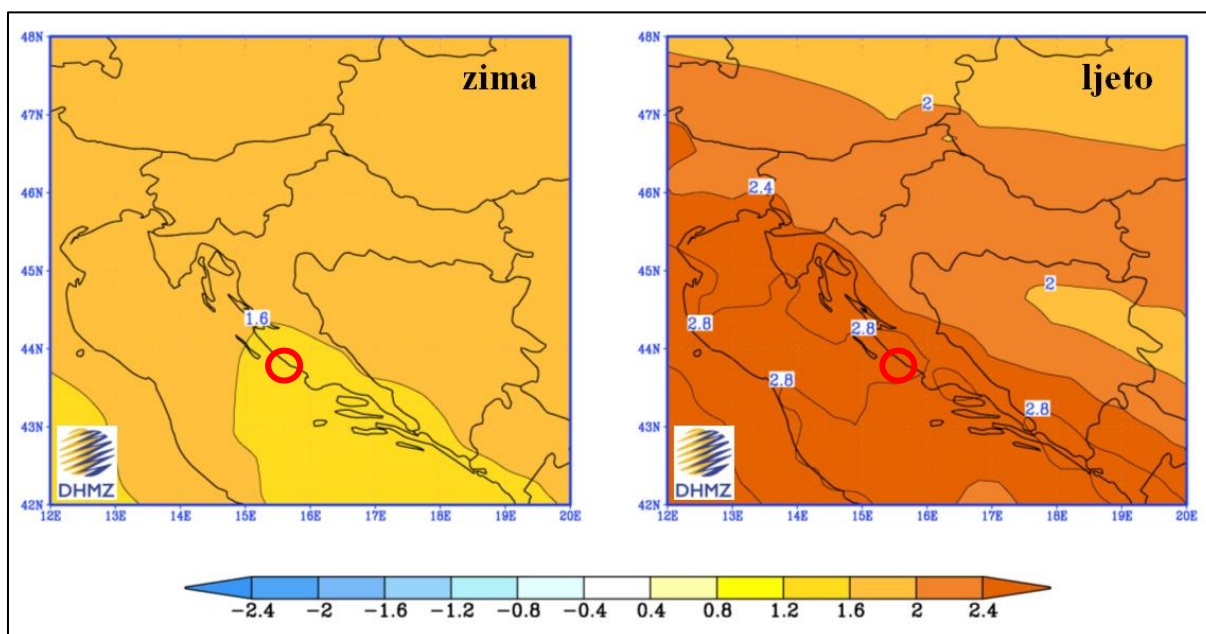 zima
48N
47N
46N
45N
44N
43N
42N
12E 13E 14E 15E 16E 17E 18E 19E 20E
1.6
DHMZ
ljeto
48N
47N
46N
45N
44N
43N
42N
12E 13E 14E 15E 16E 17E 18E 19E 20E
2
2.4
2
2.8
2.8
2.8
2.8
DHMZ
-2.4 -2 -1.6 -1.2 -0.8 -0.4 0.4 0.8 1.2 1.6 2 2.4